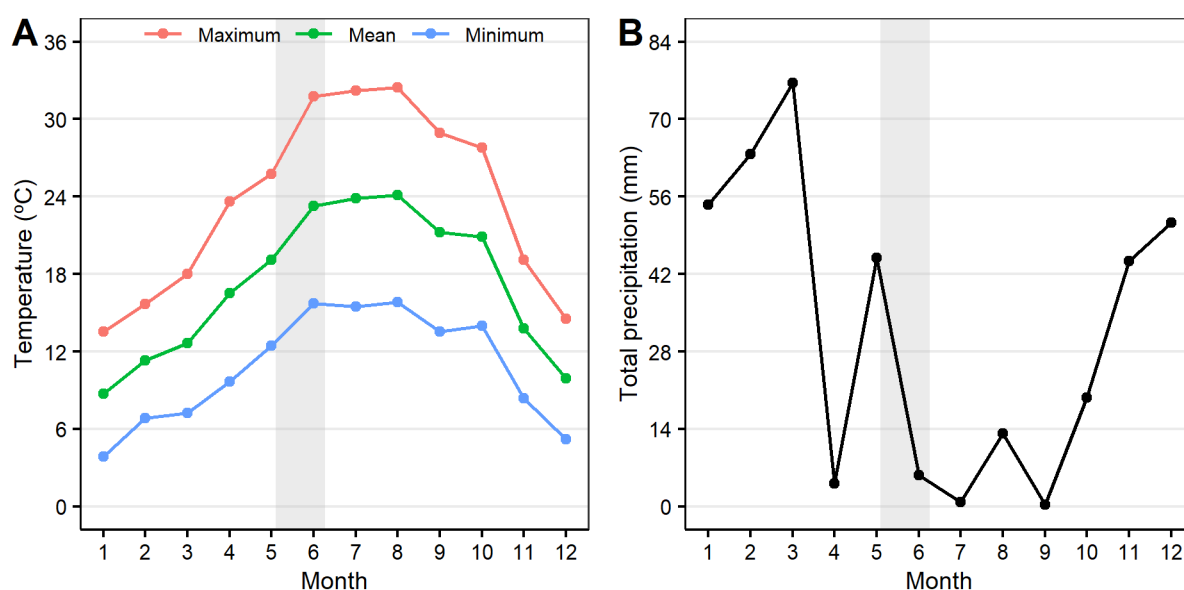 A
Maximum Mean Minimum
36
30
24
18
12
6
0
Temperature (ºC)
1 2 3 4 5 6 7 8 9 10 11 12
Month
B
84
70
56
42
28
14
0
Total precipitation (mm)
1 2 3 4 5 6 7 8 9 10 11 12
Month